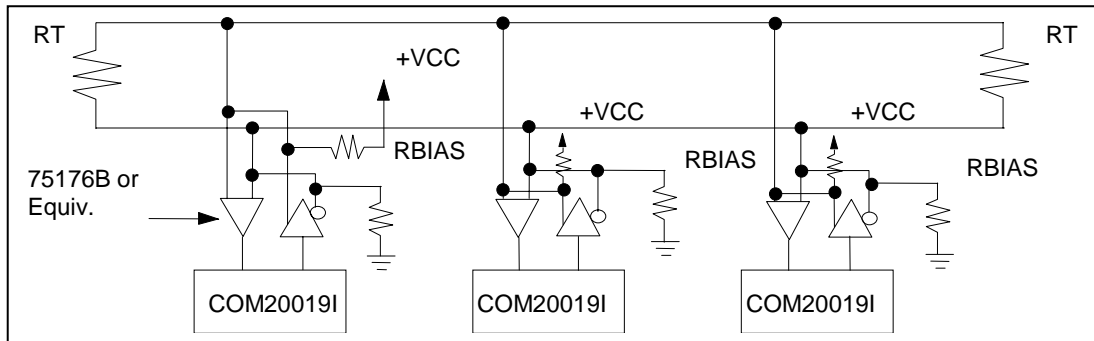 RT
RT
+VCC
+VCC
+VCC
RBIAS
RBIAS
RBIAS
75176B or
Equiv.
COM20019I
COM20019I
COM20019I